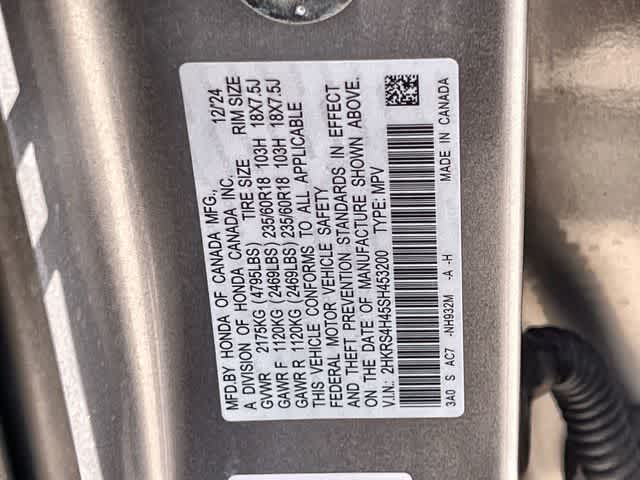 MFD.BY HONDA OF CANADA MFG., 12/'24
A DIVISION OF HONDA CANADA INC.
TIRE SIZE RIM SIZE
GVWR 2175KG (4795LBS)
GAWR F 1120KG (2469LBS) 235/60R18 103H 18X7.5J
GAWR R 1120KG (2469LBS) 235/60R18 103H 18X7.5J
THIS VEHICLE CONFORMS TO ALL APPLICABLE
FEDERAL MOTOR VEHICLE SAFETY
AND THEFT PREVENTION STANDARDS IN EFFECT
ON THE DATE OF MANUFACTURE SHOWN ABOVE.
V.I.N.: 2HKRS4H45SH453200 TYPE: MPV
3A0 S AC7 -NH932M -A -H MADE IN CANADA